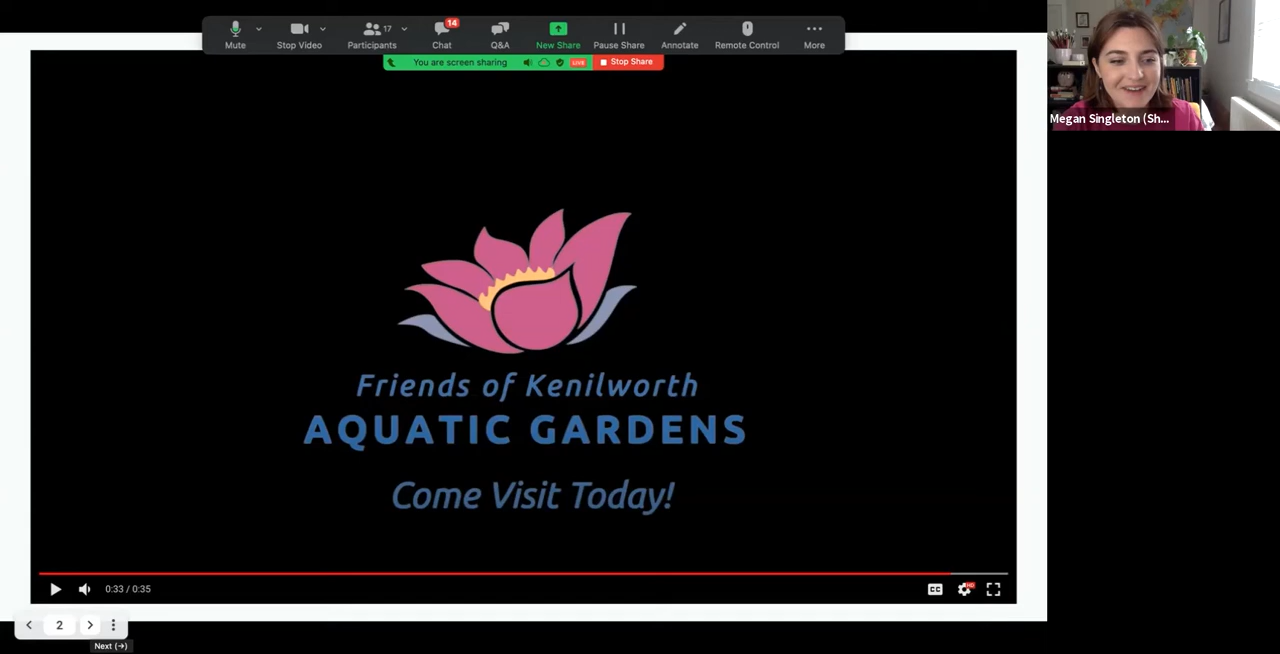 Mute
Stop Video
17
Participants
14
Chat
Q&A
New Share
Pause Share
Annotate
Remote Control
More
You are screen sharing
LIVE
Stop Share
Megan Singleton (Sh...
Friends of Kenilworth
AQUATIC GARDENS
Come Visit Today!
0:33 / 0:35
CC
HD
2
Next (→)